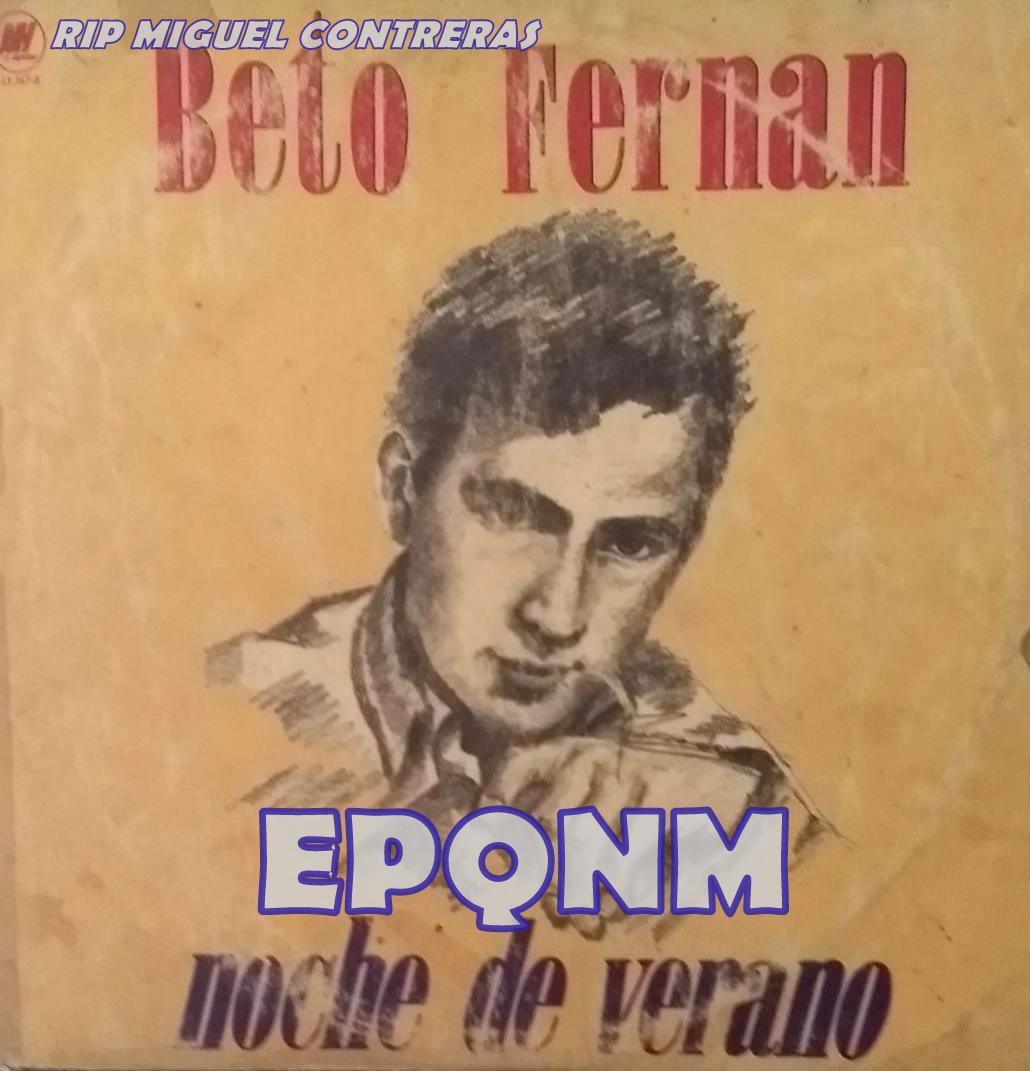 RIP MIGUEL CONTRERAS
Beto Fernan
EPQNM
noche de verano